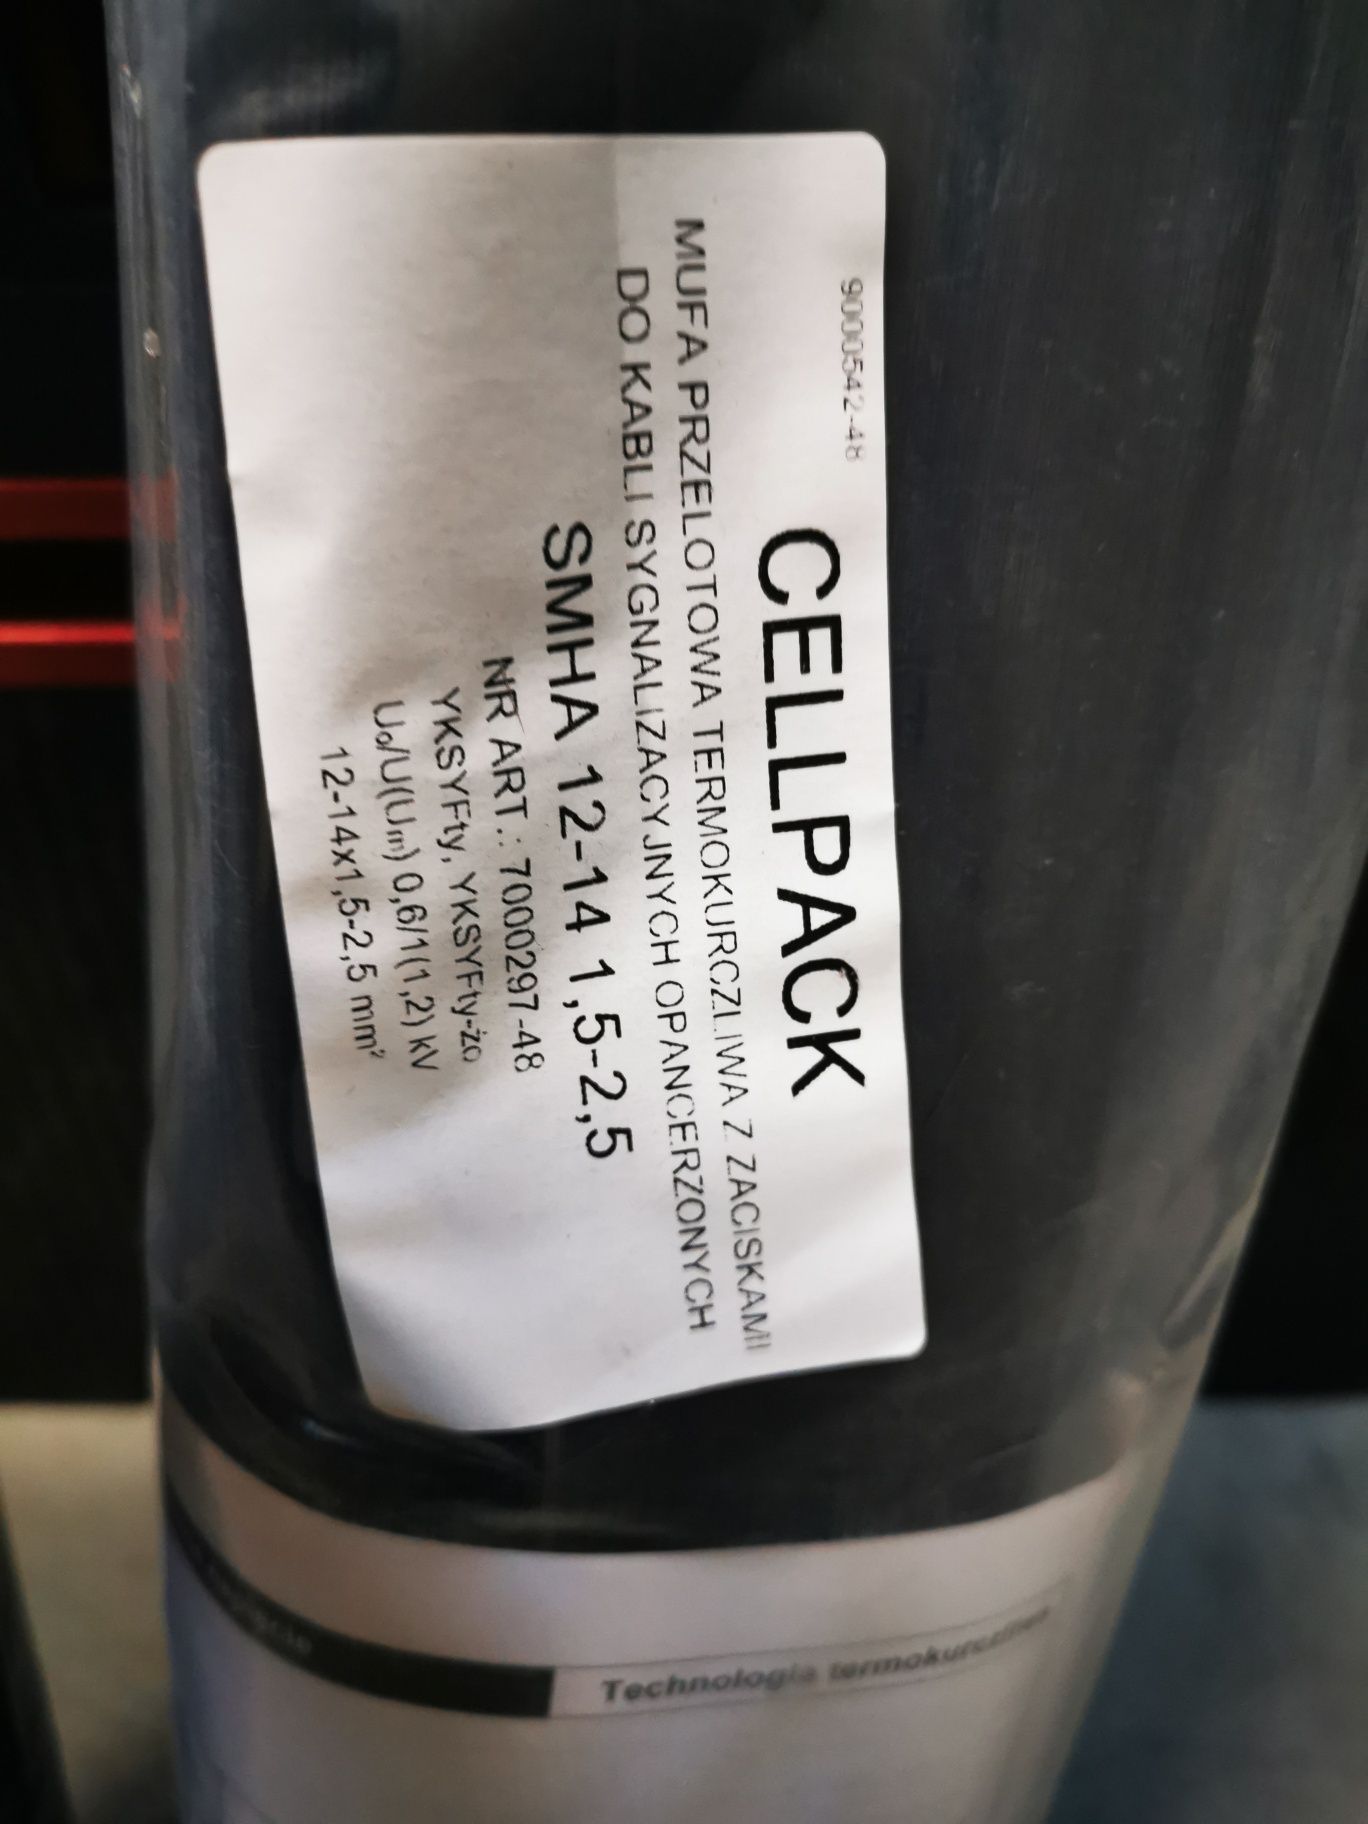 9000542-48
CELLPACK
MUFA PRZELOTOWA TERMOKURCZLIWA Z ZACISKAMI
DO KABLI SYGNALIZACYJNYCH OPANCERZONYCH
SMHA 12-14 1,5-2,5
NR ART.: 7000297-48
YKSYFty, YKSYFty-żo
U₀/U(Um) 0,6/1(1,2) kV
12-14x1,5-2,5 mm²
Technologia